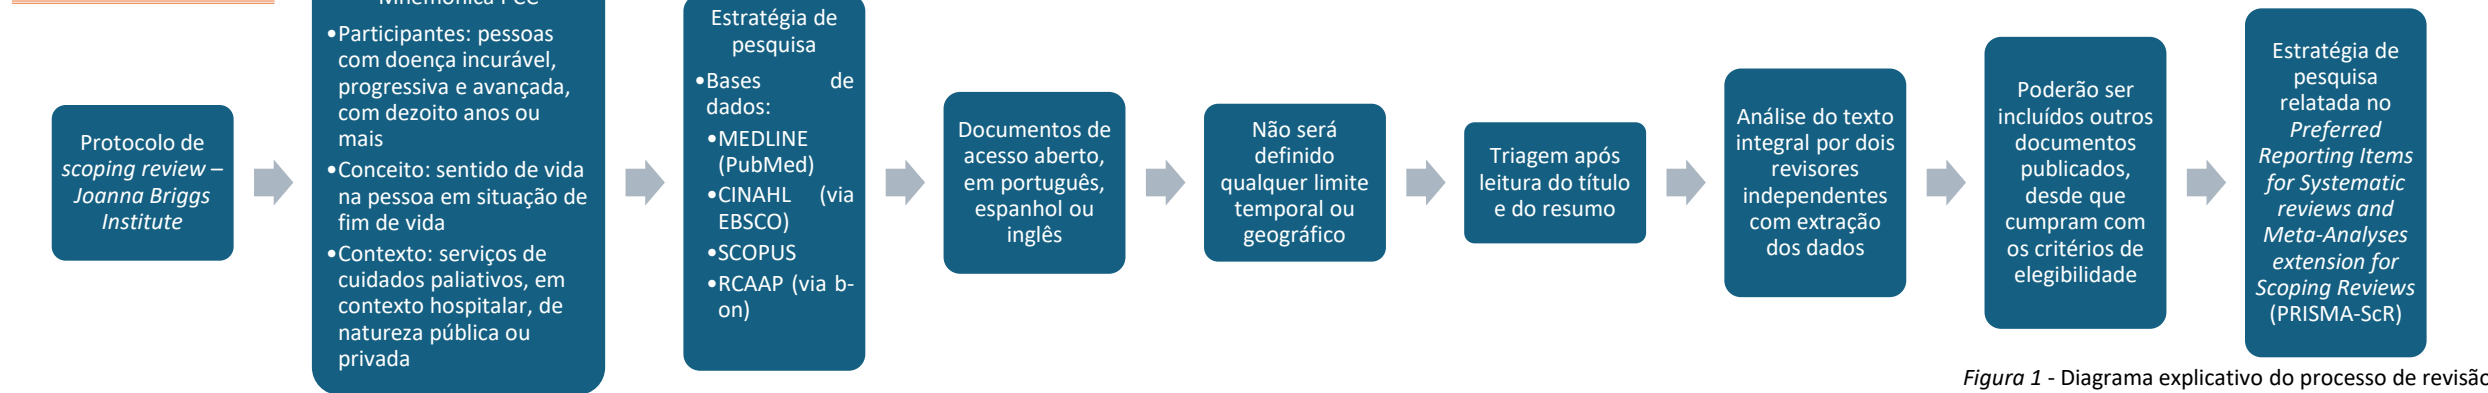 Protocolo de
scoping review –
Joanna Briggs
Institute
Mnemónica PCC
•Participantes: pessoas
com doença incurável,
progressiva e avançada,
com dezoito anos ou
mais
•Conceito: sentido de vida
na pessoa em situação de
fim de vida
•Contexto: serviços de
cuidados paliativos, em
contexto hospitalar, de
natureza pública ou
privada
Estratégia de
pesquisa
•Bases de
dados:
•MEDLINE
(PubMed)
•CINAHL (via
EBSCO)
•SCOPUS
•RCAAP (via b-
on)
Documentos de
acesso aberto,
em português,
espanhol ou
inglês
Não será
definido
qualquer limite
temporal ou
geográfico
Triagem após
leitura do título
e do resumo
Análise do texto
integral por dois
revisores
independentes
com extração
dos dados
Poderão ser
incluídos outros
documentos
publicados,
desde que
cumpram com
os critérios de
elegibilidade
Estratégia de
pesquisa
relatada no
Preferred
Reporting Items
for Systematic
reviews and
Meta-Analyses
extension for
Scoping Reviews
(PRISMA-ScR)
Figura 1 - Diagrama explicativo do processo de revisão